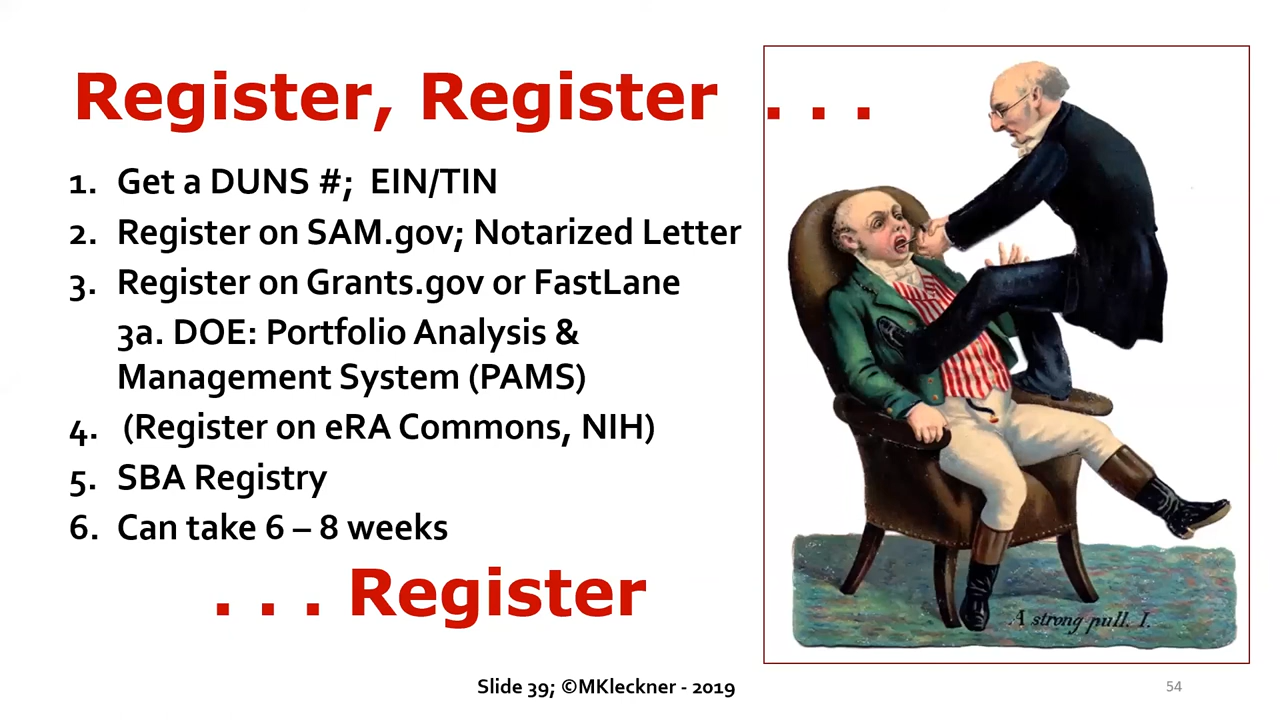 Register, Register . . .
1. Get a DUNS #; EIN/TIN
2. Register on SAM.gov; Notarized Letter
3. Register on Grants.gov or FastLane
3a. DOE: Portfolio Analysis &
Management System (PAMS)
4. (Register on eRA Commons, NIH)
5. SBA Registry
6. Can take 6 – 8 weeks
. . . Register
A strong pull. I.
Slide 39; ©MKleckner - 2019
54